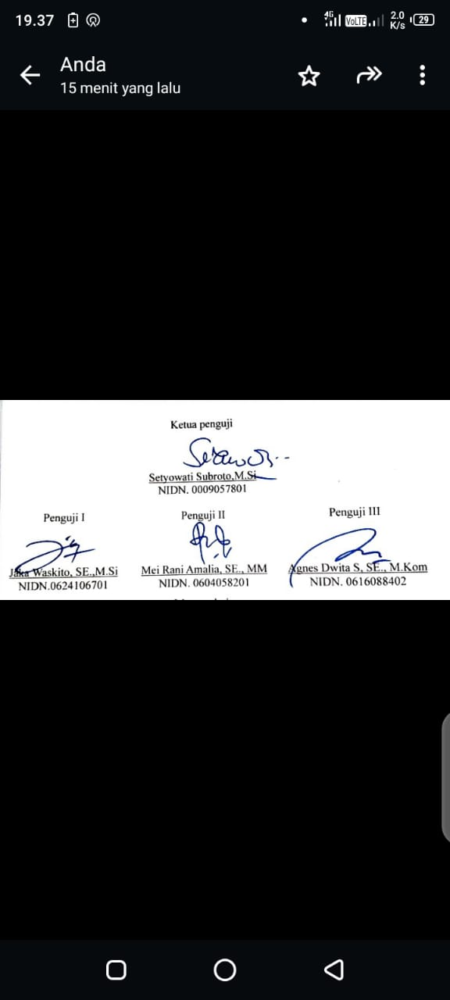 19.37 4G VoLTE 2.0 K/s 29
Anda
15 menit yang lalu
Ketua penguji
Setyowati Subroto,M.Si
NIDN. 0009057801
Penguji I Penguji II Penguji III
Jaka Waskito, SE.,M.Si Mei Rani Amalia, SE., MM Agnes Dwita S, SE., M.Kom
NIDN.0624106701 NIDN. 0604058201 NIDN. 0616088402